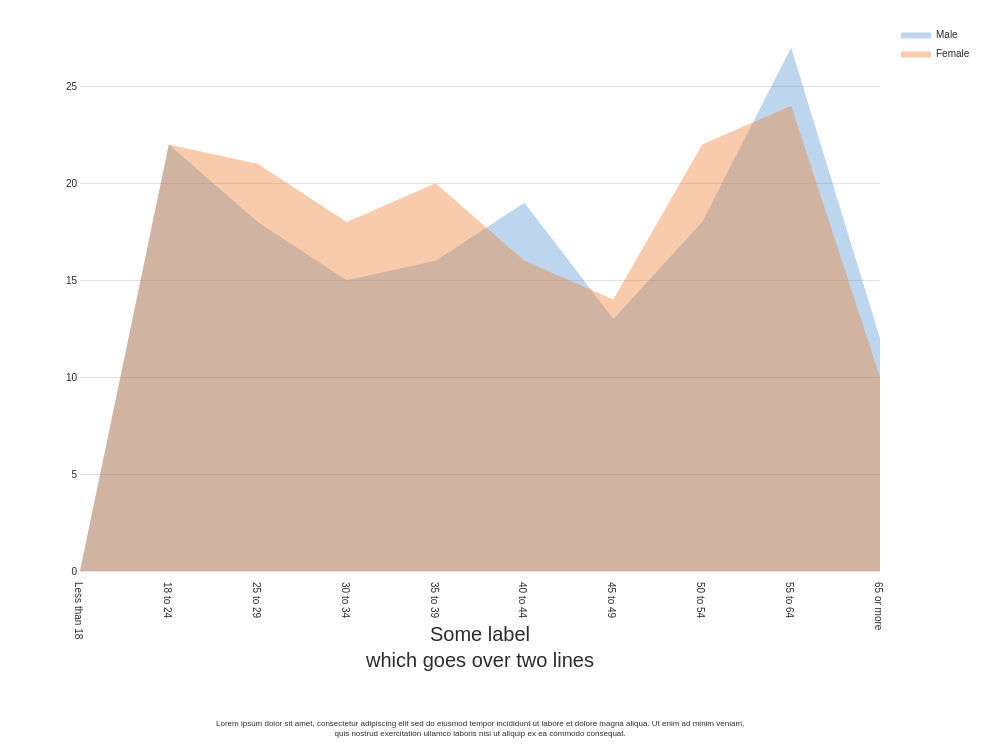 Male
Female
25
20
15
10
5
0
Less than 18
18 to 24
25 to 29
30 to 34
35 to 39
40 to 44
45 to 49
50 to 54
55 to 64
65 or more
Some label
which goes over two lines
Lorem ipsum dolor sit amet, consectetur adipiscing elit sed do eiusmod tempor incididunt ut labore et dolore magna aliqua. Ut enim ad minim veniam,
quis nostrud exercitation ullamco laboris nisi ut aliquip ex ea commodo consequat.